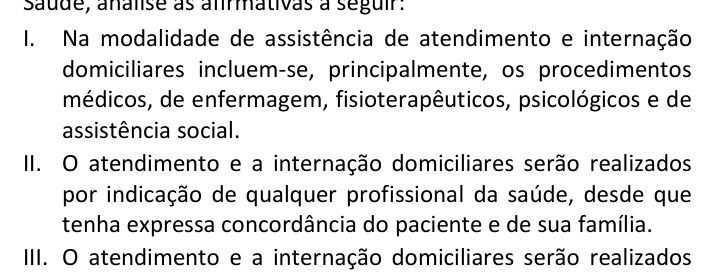 Saúde, analise as afirmativas a seguir:
I. Na modalidade de assistência de atendimento e internação
domiciliares incluem-se, principalmente, os procedimentos
médicos, de enfermagem, fisioterapêuticos, psicológicos e de
assistência social.
II. O atendimento e a internação domiciliares serão realizados
por indicação de qualquer profissional da saúde, desde que
tenha expressa concordância do paciente e de sua família.
III. O atendimento e a internação domiciliares serão realizados